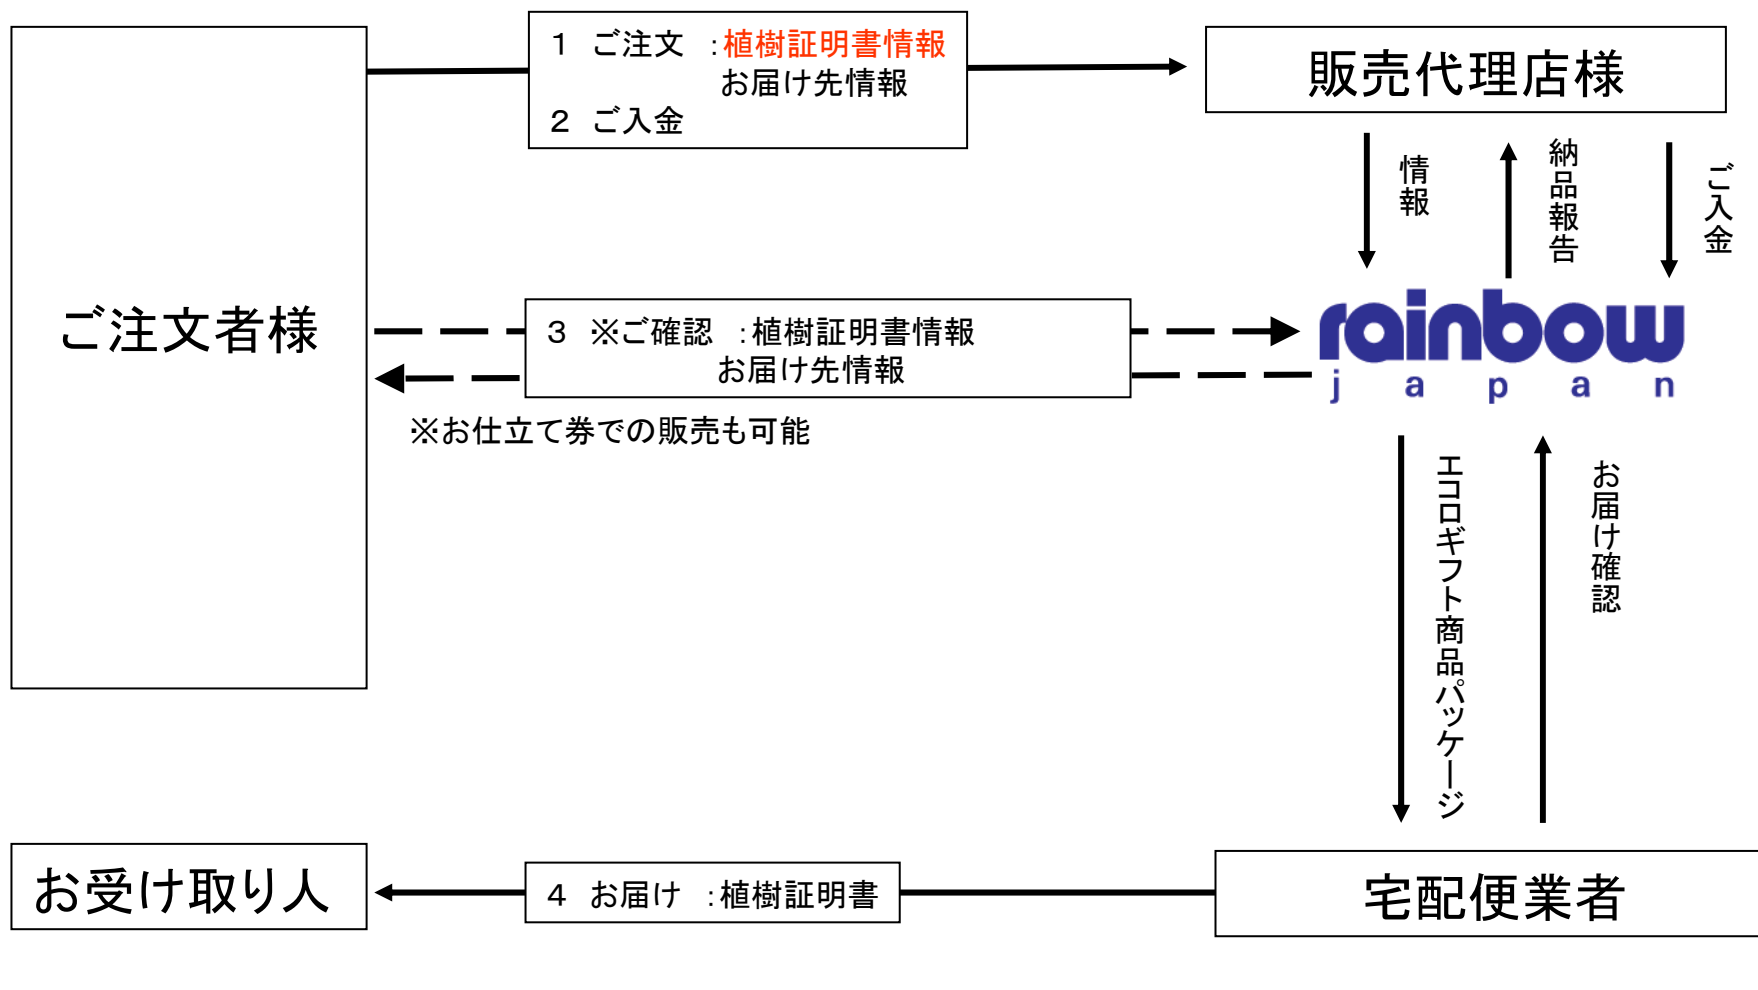 １ ご注文 ：植樹証明書情報
お届け先情報
２ ご入金
販売代理店様
情報
納品報告
ご入金
ご注文者様
３ ※ご確認 ：植樹証明書情報
お届け先情報
rainbow
japan
※お仕立て券での販売も可能
エコロギフト商品パッケージ
お届け確認
お受け取り人
４ お届け ：植樹証明書
宅配便業者